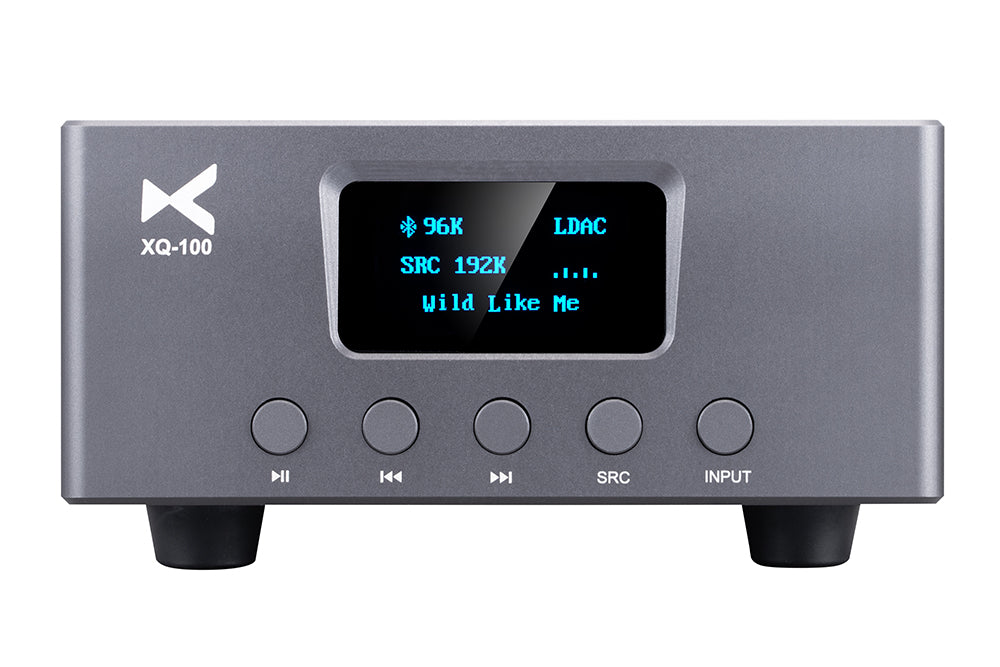 XQ-100
96K LDAC
SRC 192K
Wild Like Me
SRC INPUT